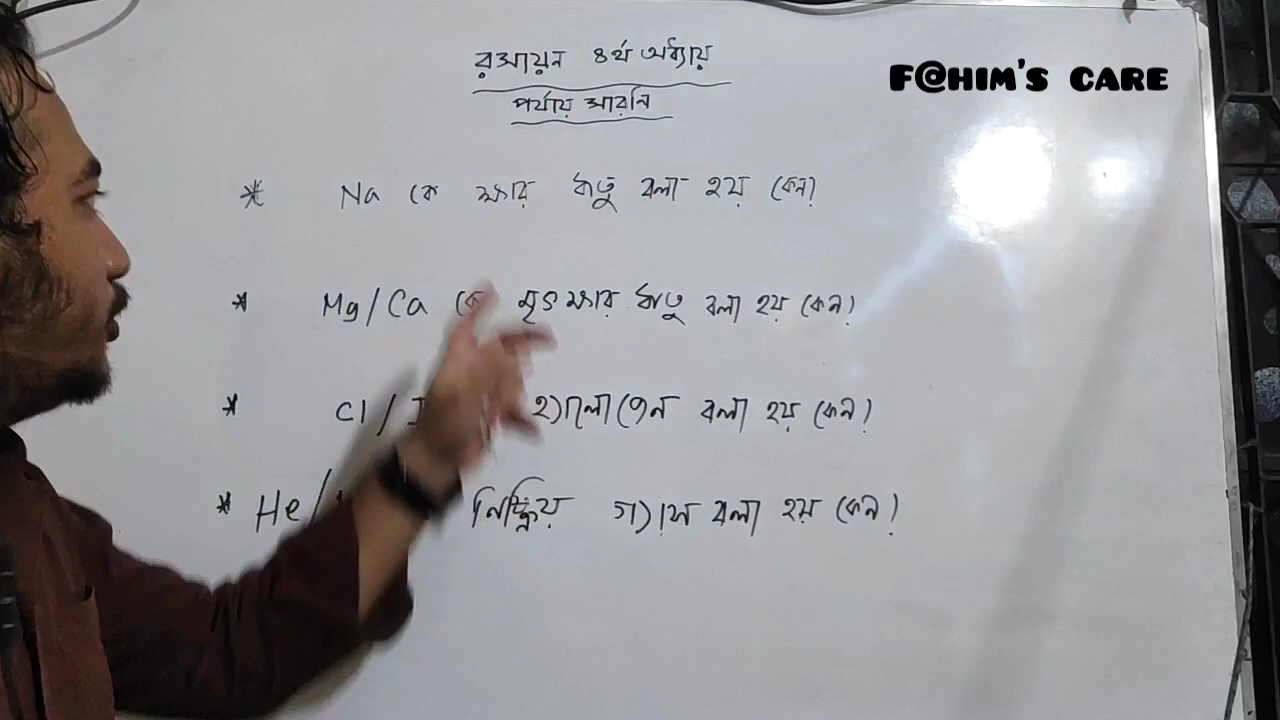 রসায়ন ৪র্থ অধ্যায়
পর্যায় সারনি
F@HIM'S CARE
* Na কে ক্ষার ধাতু বলা হয় কেন?
* Mg/Ca কে মৃৎক্ষার ধাতু বলা হয় কেন?
* Cl/ হ্যালোজেন বলা হয় কেন?
* He/ নিষ্ক্রিয় গ্যাস বলা হয় কেন?